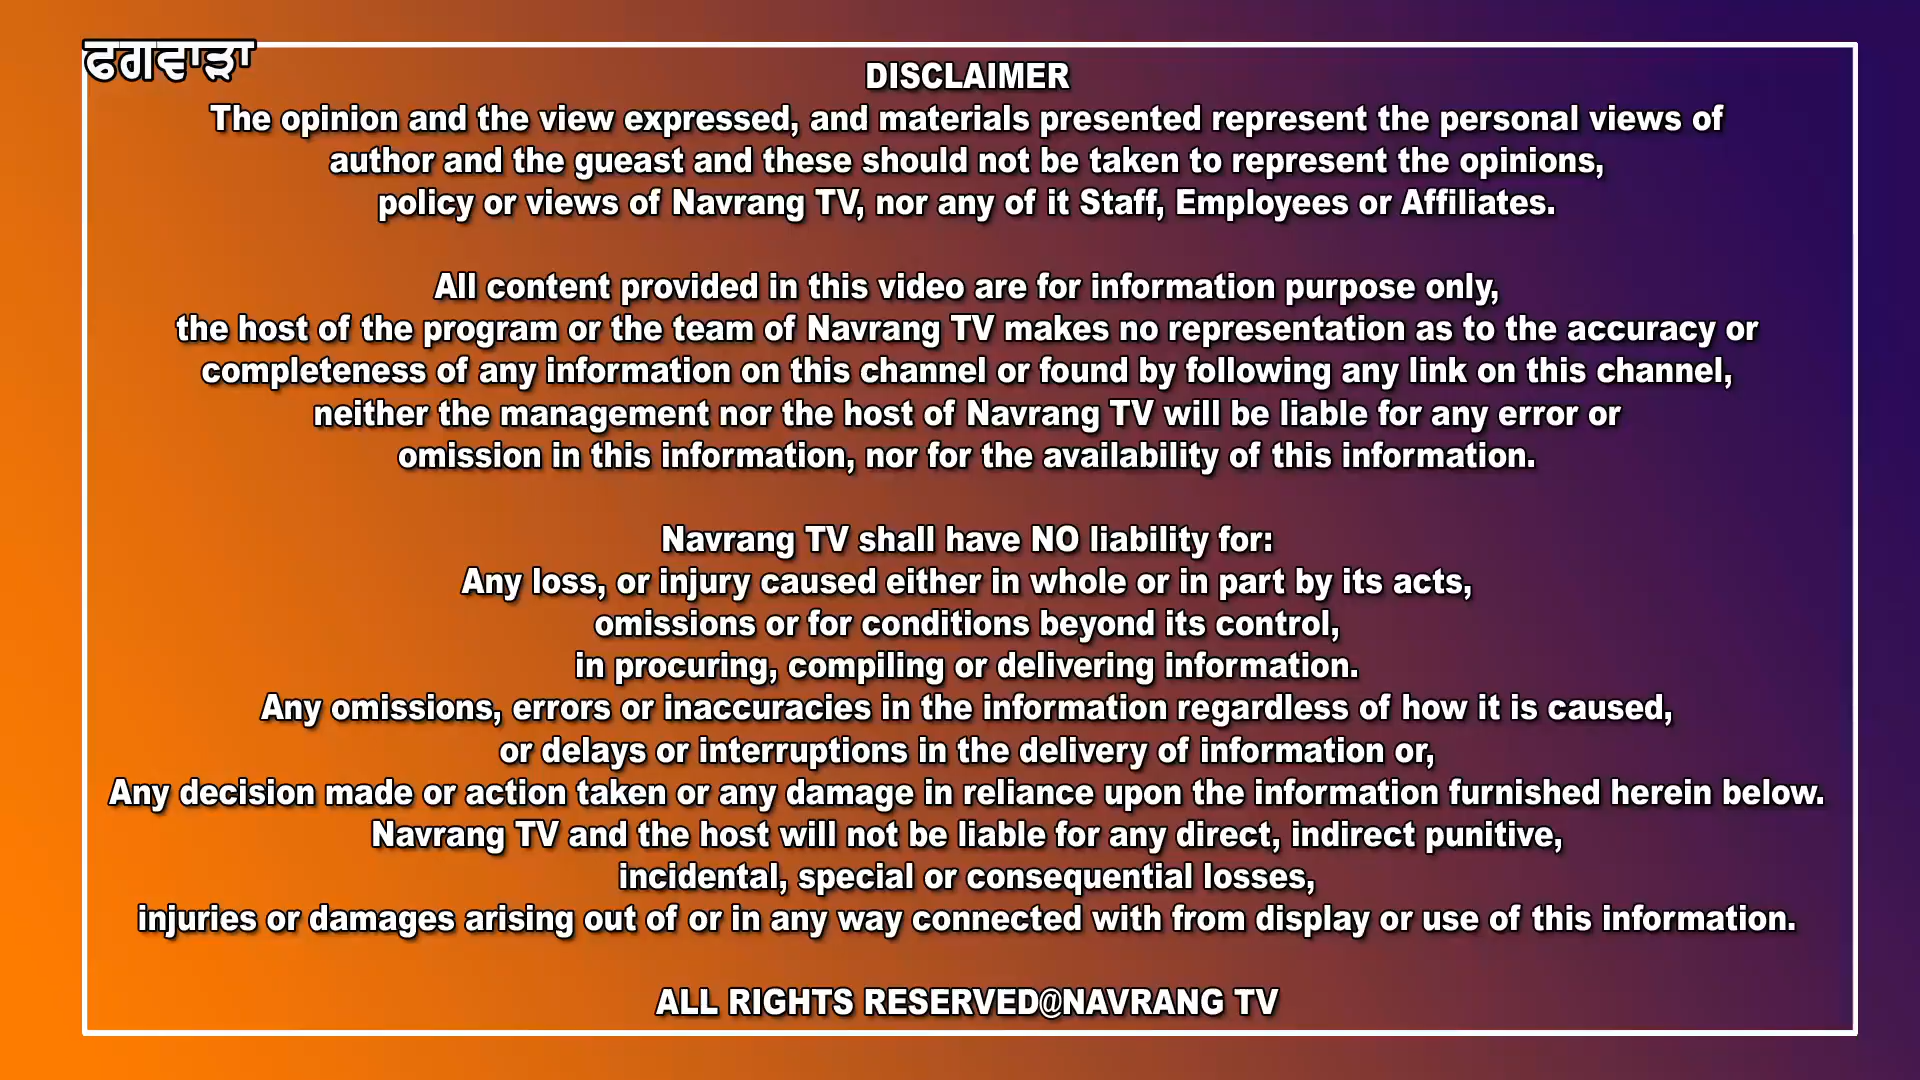 ਫਗਵਾੜਾ
DISCLAIMER
The opinion and the view expressed, and materials presented represent the personal views of
author and the gueast and these should not be taken to represent the opinions,
policy or views of Navrang TV, nor any of it Staff, Employees or Affiliates.
All content provided in this video are for information purpose only,
the host of the program or the team of Navrang TV makes no representation as to the accuracy or
completeness of any information on this channel or found by following any link on this channel,
neither the management nor the host of Navrang TV will be liable for any error or
omission in this information, nor for the availability of this information.
Navrang TV shall have NO liability for:
Any loss, or injury caused either in whole or in part by its acts,
omissions or for conditions beyond its control,
in procuring, compiling or delivering information.
Any omissions, errors or inaccuracies in the information regardless of how it is caused,
or delays or interruptions in the delivery of information or,
Any decision made or action taken or any damage in reliance upon the information furnished herein below.
Navrang TV and the host will not be liable for any direct, indirect punitive,
incidental, special or consequential losses,
injuries or damages arising out of or in any way connected with from display or use of this information.
ALL RIGHTS RESERVED@NAVRANG TV